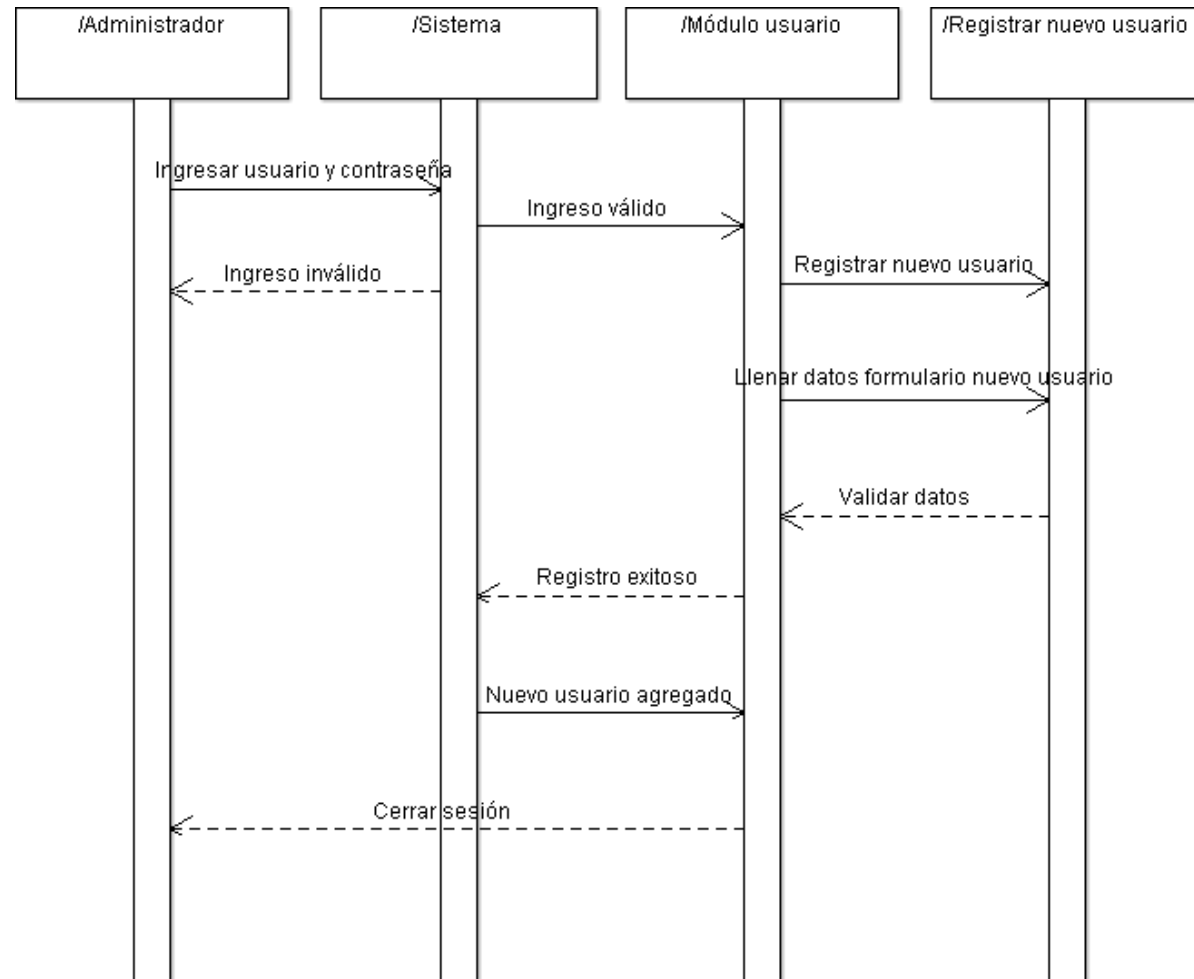 /Administrador
/Sistema
/Módulo usuario
/Registrar nuevo usuario
Ingresar usuario y contraseña
Ingreso válido
Registrar nuevo usuario
Ingreso inválido
Llenar datos formulario nuevo usuario
Validar datos
Registro exitoso
Nuevo usuario agregado
Cerrar sesión